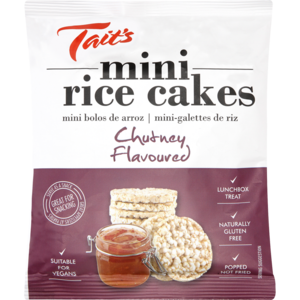 Tait's
mini
rice cakes
mini bolos de arroz | mini-galettes de riz
Chutney
Flavoured
GREAT FOR
SNACKING
LUNCHBOX
TREAT
NATURALLY
GLUTEN
FREE
SUITABLE
FOR
VEGANS
POPPED
NOT FRIED